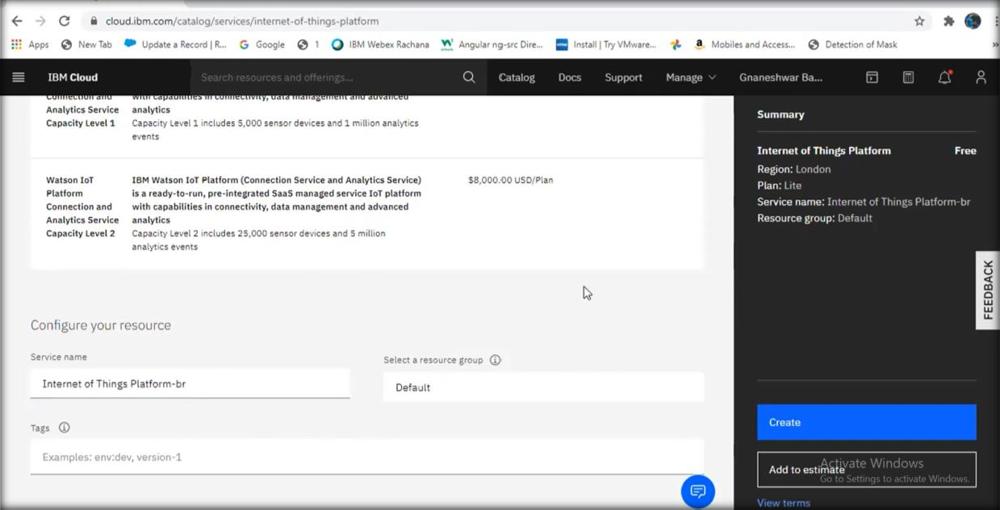 cloud.ibm.com/catalog/services/internet-of-things-platform
Apps New Tab Update a Record | R... Google 1 IBM Webex Rachana Angular ng-src Dire... Install | Try VMware... Mobiles and Access... Detection of Mask
IBM Cloud Search resources and offerings... Catalog Docs Support Manage Gnaneshwar Ba...
Connection and
Analytics Service
Capacity Level 1
with capabilities in connectivity, data management and advanced
analytics
Capacity Level 1 includes 5,000 sensor devices and 1 million analytics
events
Watson IoT
Platform
Connection and
Analytics Service
Capacity Level 2
IBM Watson IoT Platform (Connection Service and Analytics Service)
is a ready-to-run, pre-integrated SaaS managed service IoT platform
with capabilities in connectivity, data management and advanced
analytics
Capacity Level 2 includes 25,000 sensor devices and 5 million
analytics events
$8,000.00 USD/Plan
Configure your resource
Service name
Internet of Things Platform-br
Select a resource group
Default
Tags
Examples: env:dev, version-1
Summary
Internet of Things Platform Free
Region: London
Plan: Lite
Service name: Internet of Things Platform-br
Resource group: Default
FEEDBACK
Create
Add to estimate
Activate Windows
Go to Settings to activate Windows.
View terms